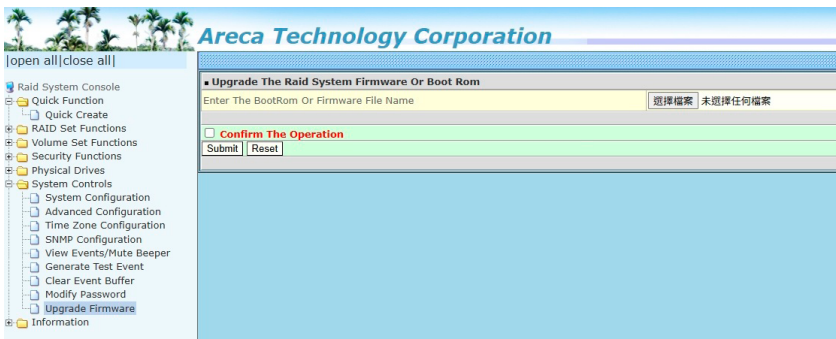 Areca Technology Corporation
|open all|close all|
Raid System Console
Quick Function
Quick Create
RAID Set Functions
Volume Set Functions
Security Functions
Physical Drives
System Controls
System Configuration
Advanced Configuration
Time Zone Configuration
SNMP Configuration
View Events/Mute Beeper
Generate Test Event
Clear Event Buffer
Modify Password
Upgrade Firmware
Information
Upgrade The Raid System Firmware Or Boot Rom
Enter The BootRom Or Firmware File Name 選擇檔案 未選擇任何檔案
Confirm The Operation
Submit Reset